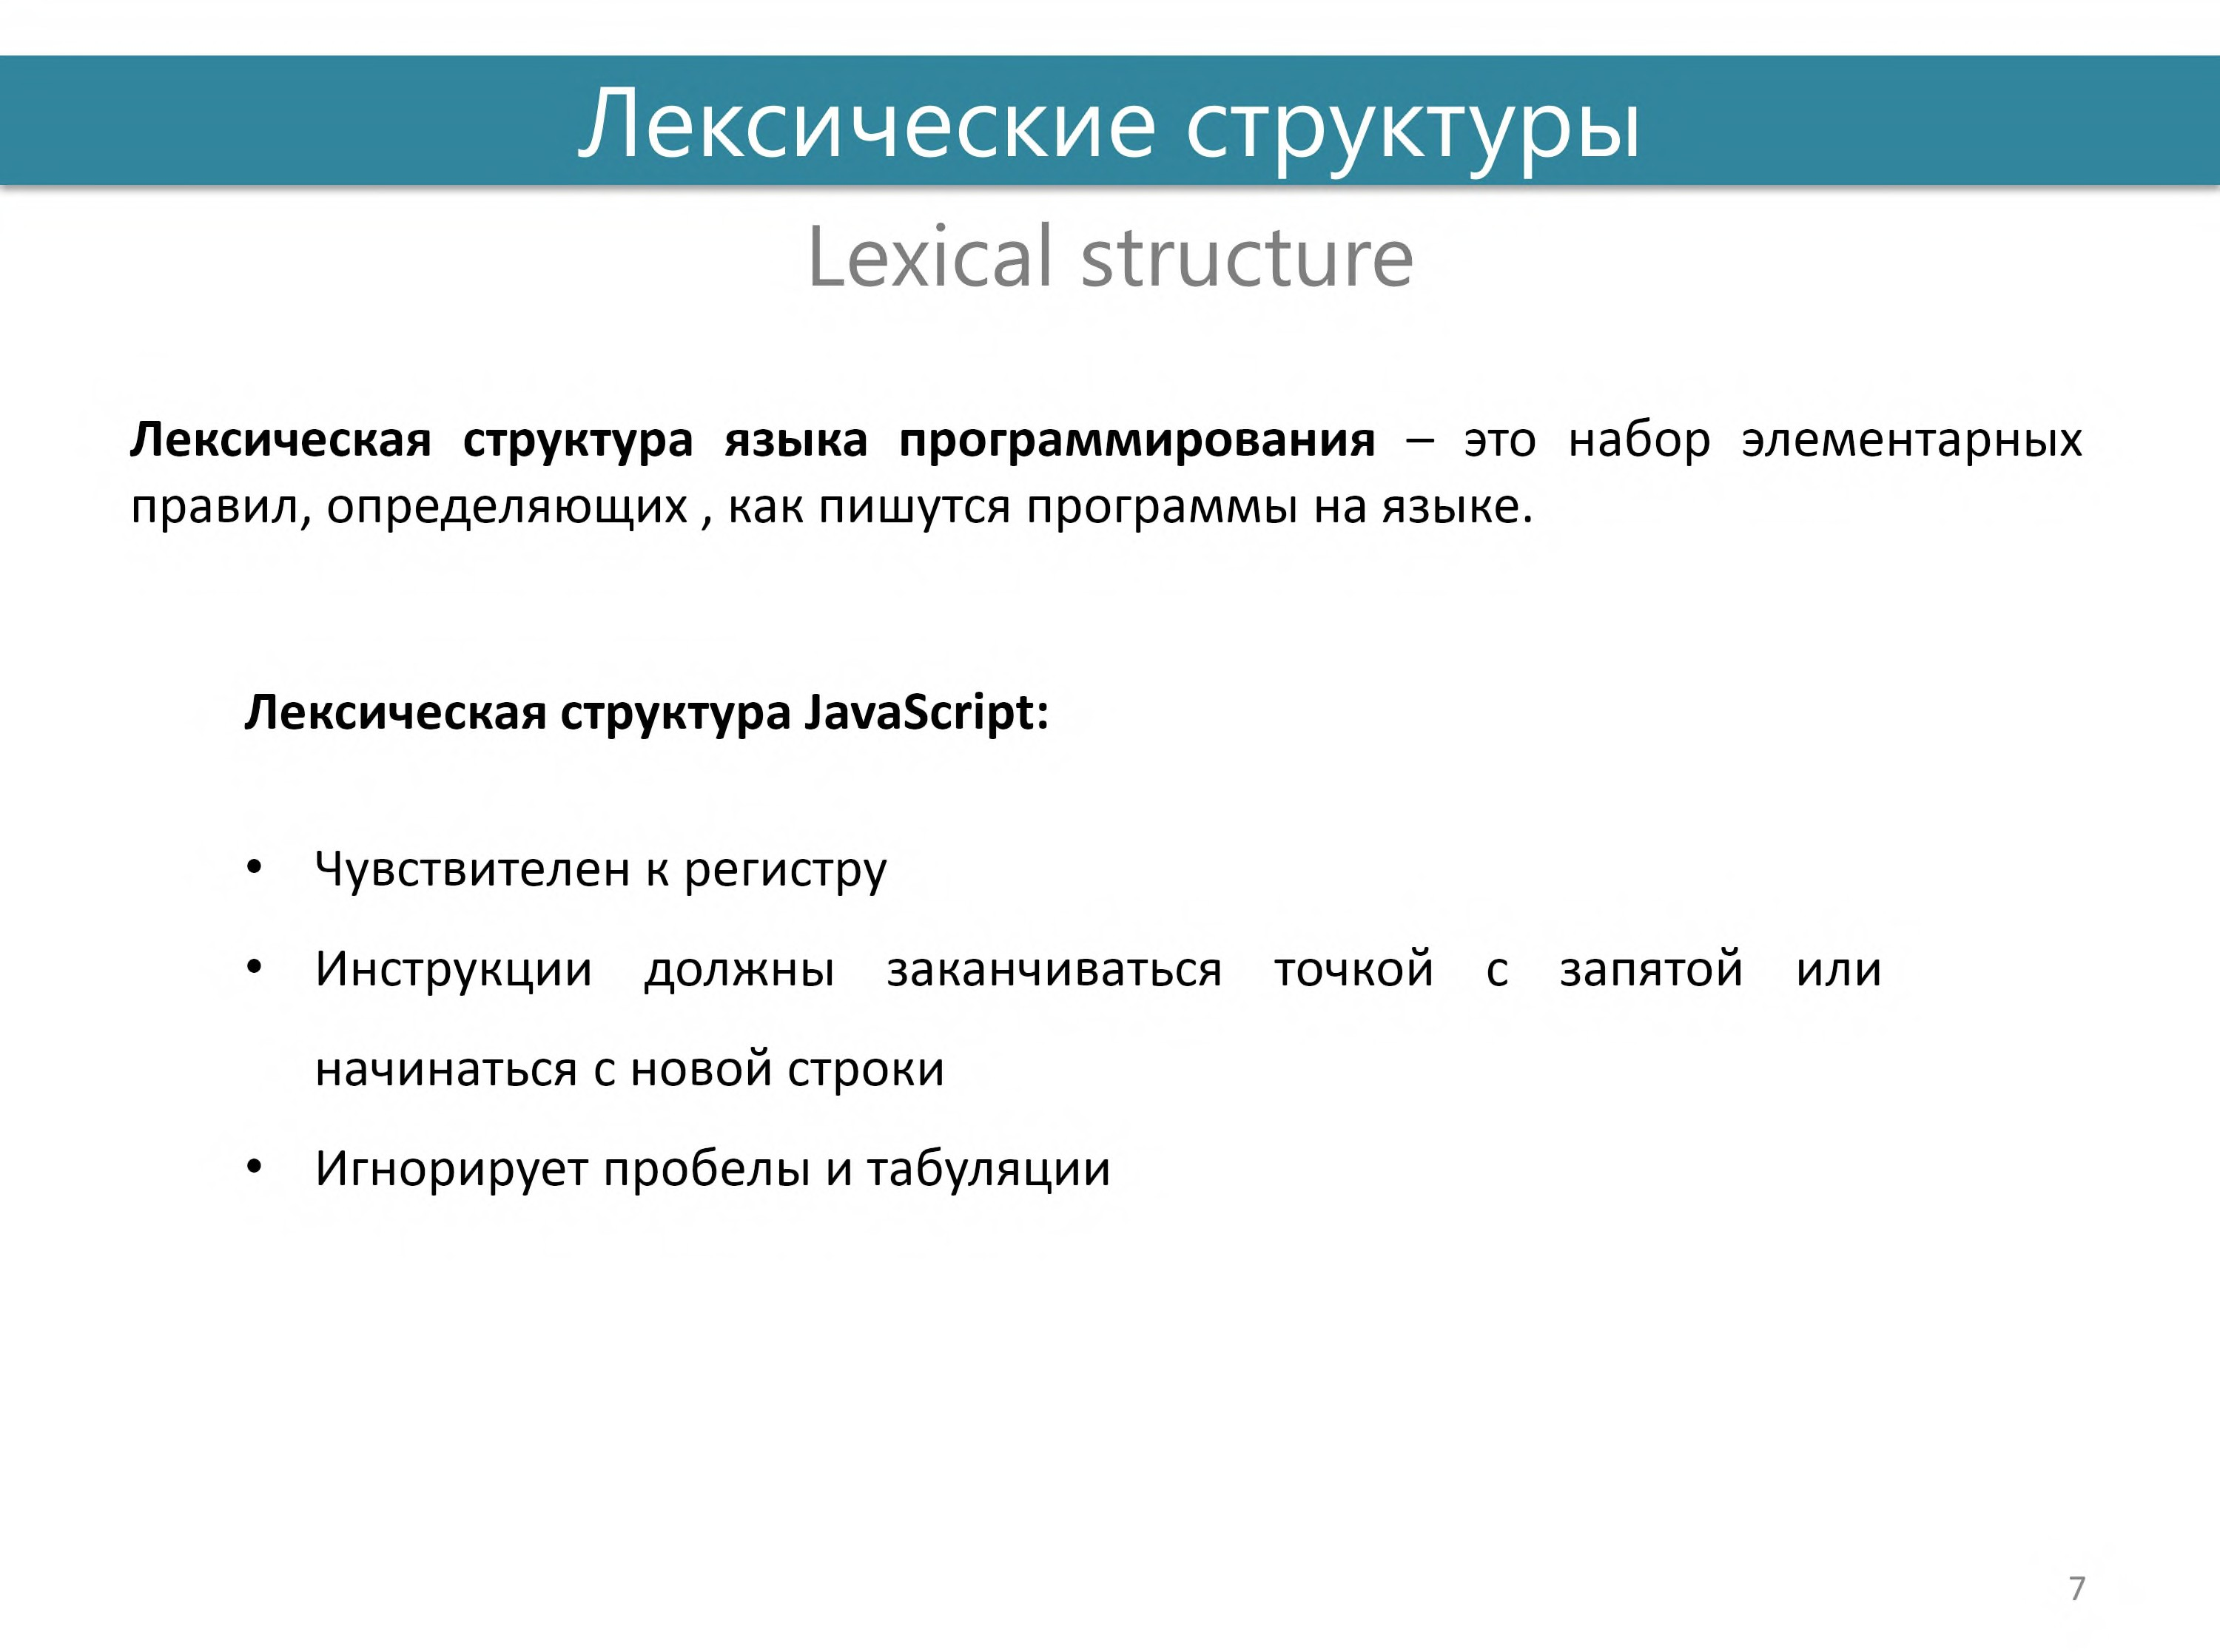 Лексические структуры
Lexical structure
Лексическая структура языка программирования – это набор элементарных
правил, определяющих , как пишутся программы на языке.
Лексическая структура JavaScript:
• Чувствителен к регистру
• Инструкции должны заканчиваться точкой с запятой или
начинаться с новой строки
• Игнорирует пробелы и табуляции
7